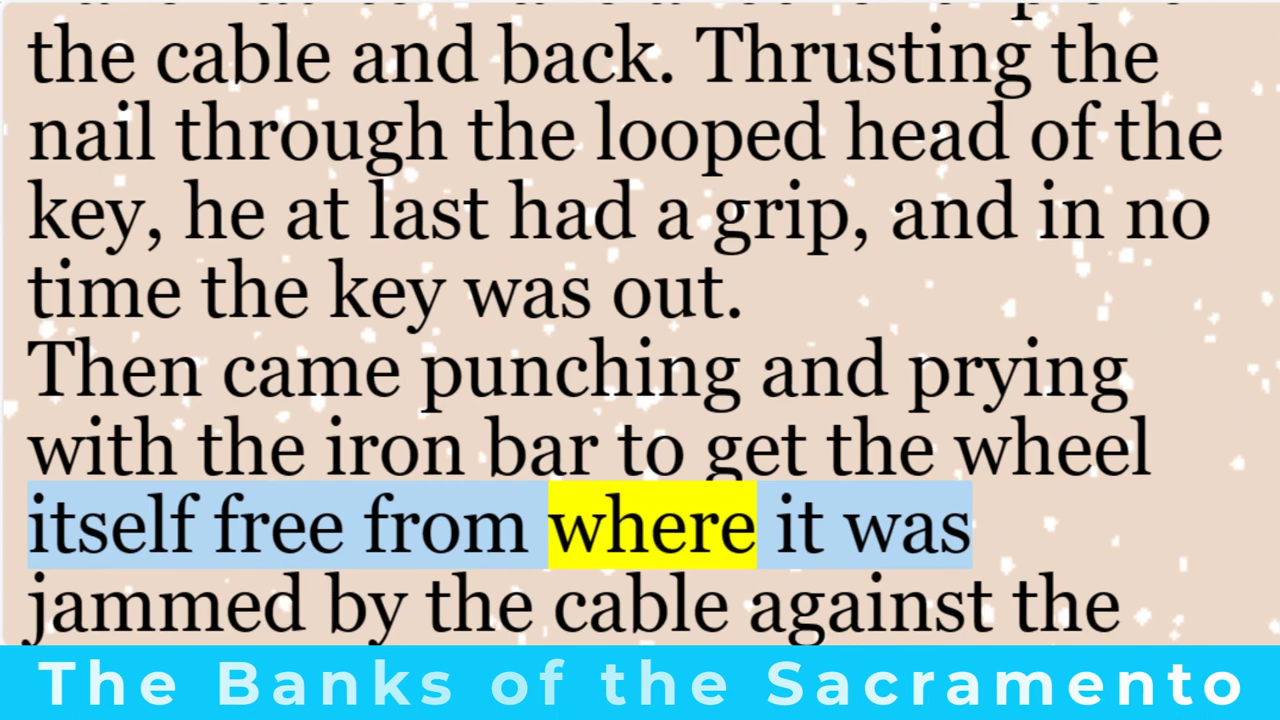 the cable and back. Thrusting the
nail through the looped head of the
key, he at last had a grip, and in no
time the key was out.
Then came punching and prying
with the iron bar to get the wheel
itself free from where it was
jammed by the cable against the
The Banks of the Sacramento